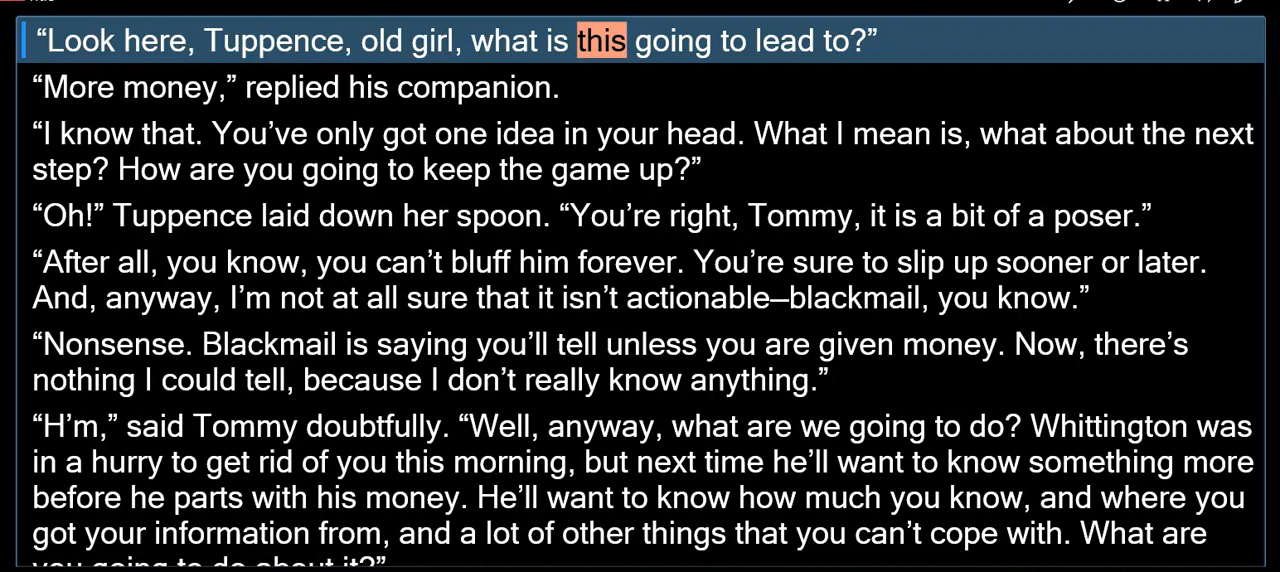 “Look here, Tuppence, old girl, what is this going to lead to?”
“More money,” replied his companion.
“I know that. You’ve only got one idea in your head. What I mean is, what about the next
step? How are you going to keep the game up?”
“Oh!” Tuppence laid down her spoon. “You’re right, Tommy, it is a bit of a poser.”
“After all, you know, you can’t bluff him forever. You’re sure to slip up sooner or later.
And, anyway, I’m not at all sure that it isn’t actionable—blackmail, you know.”
“Nonsense. Blackmail is saying you’ll tell unless you are given money. Now, there’s
nothing I could tell, because I don’t really know anything.”
“H’m,” said Tommy doubtfully. “Well, anyway, what are we going to do? Whittington was
in a hurry to get rid of you this morning, but next time he’ll want to know something more
before he parts with his money. He’ll want to know how much you know, and where you
got your information from, and a lot of other things that you can’t cope with. What are
you going to do about it?”